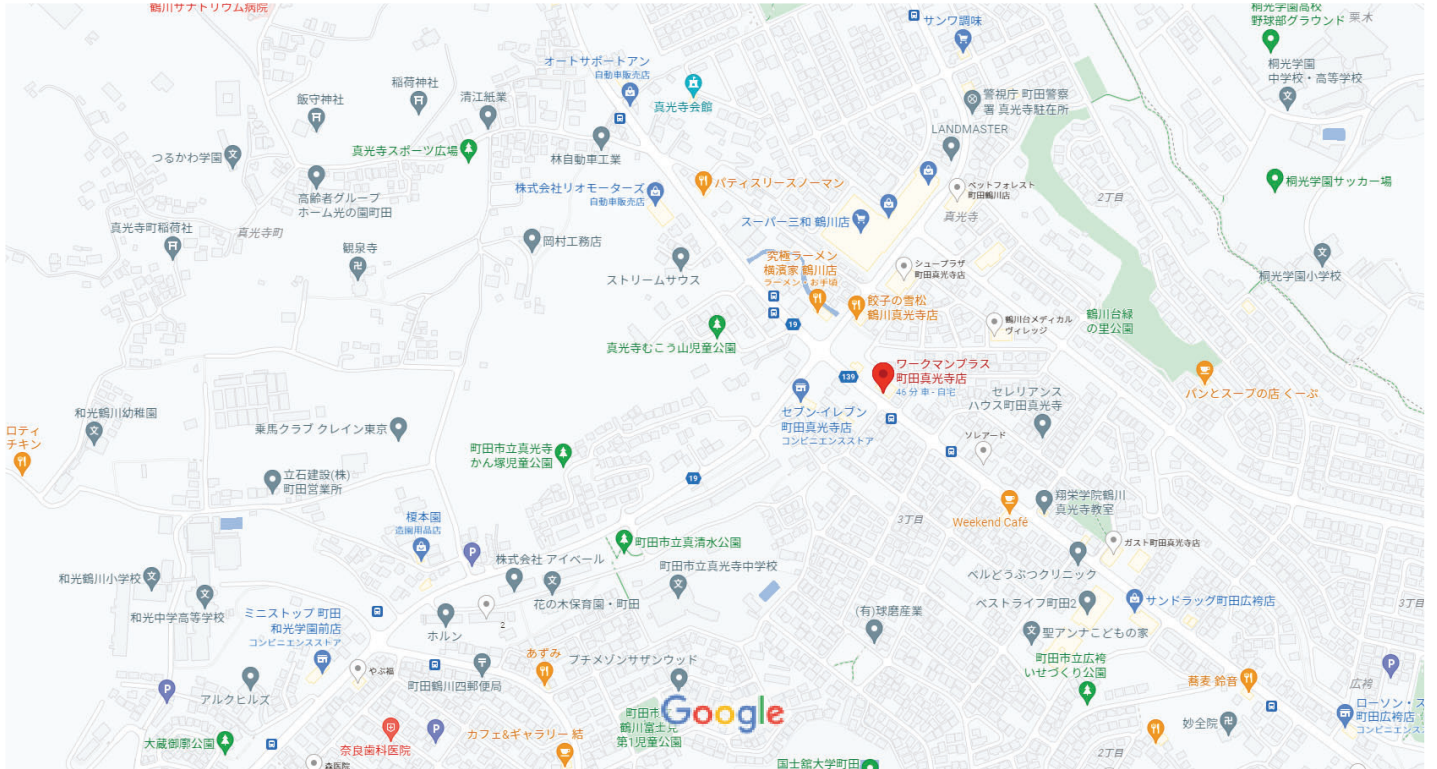 鶴川サナトリウム病院
桐光学園高校
野球部グラウンド
栗木
サンワ調味
オートサポートアン
自動車販売店
稲荷神社
飯守神社
清江紙業
真光寺会館
桐光学園
中学校・高等学校
警視庁 町田警察
署 真光寺駐在所
LANDMASTER
つるかわ学園
真光寺スポーツ広場
林自動車工業
株式会社リオモーターズ
自動車販売店
パティスリースノーマン
ペットフォレスト
町田鶴川店
2丁目
桐光学園サッカー場
高齢者グループ
ホーム光の園町田
真光寺町稲荷社
真光寺町
観泉寺
岡村工務店
スーパー三和 鶴川店
真光寺
ストリームサウス
究極ラーメン
横濱家 鶴川店
ラーメン・お手頃
シュープラザ
町田真光寺店
桐光学園小学校
餃子の雪松
鶴川真光寺店
鶴川台メディカル
ヴィレッジ
鶴川台緑
の里公園
19
真光寺むこう山児童公園
ワークマンプラス
町田真光寺店
46 分 車 - 自宅
139
セブン-イレブン
町田真光寺店
コンビニエンスストア
セレリアンス
ハウス町田真光寺
パンとスープの店 くーぷ
和光鶴川幼稚園
ロティ
チキン
乗馬クラブ クレイン東京
町田市立真光寺
かん塚児童公園
ソレアード
立石建設(株)
町田営業所
19
翔栄学院鶴川
真光寺教室
Weekend Café
3丁目
榎本園
造園用品店
町田市立真清水公園
ガスト町田真光寺店
P
株式会社 アイベール
町田市立真光寺中学校
ベルどうぶつクリニック
和光鶴川小学校
花の木保育園・町田
和光中学高等学校
ミニストップ 町田
和光学園前店
コンビニエンスストア
2
ホルン
(有)球磨産業
ベストライフ町田2
サンドラッグ町田広袴店
3丁目
聖アンナこどもの家
やぶ福
町田鶴川四郵便局
あずみ
プチメゾンサザンウッド
町田市立広袴
いせづくり公園
P
P
アルクヒルズ
蕎麦 鈴音
広袴
町田市
鶴川富士見
第1児童公園
Google
ローソン・ス
町田広袴店
コンビニエンス
大蔵御廓公園
奈良歯科医院
P
カフェ&ギャラリー 結
妙全院
2丁目
森医院
国士舘大学町田